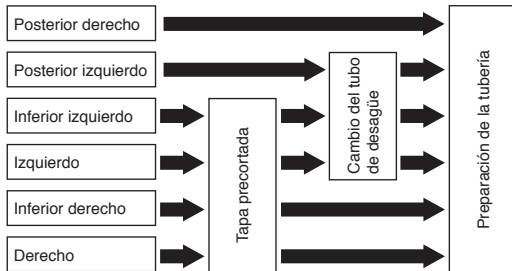 Posterior derecho
Posterior izquierdo
Inferior izquierdo
Izquierdo
Inferior derecho
Derecho
Tapa precortada
Cambio del tubo
de desagüe
Preparación de la tubería